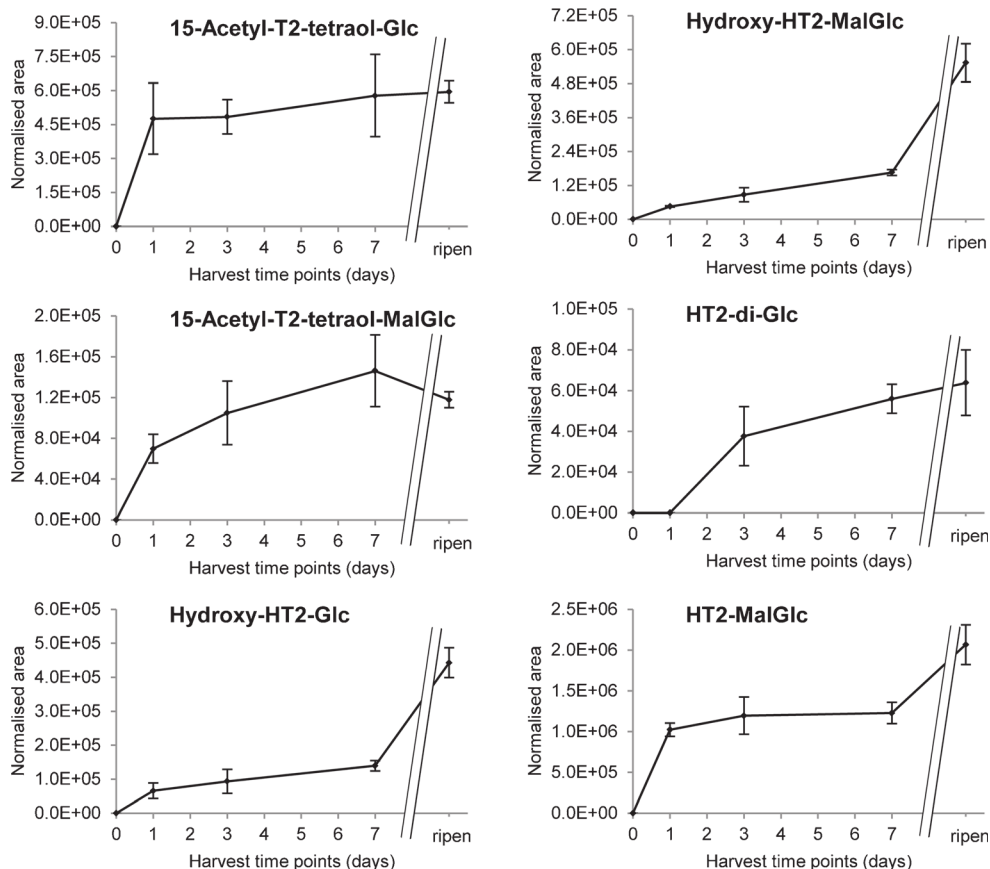 15-Acetyl-T2-tetraol-Glc
Normalised area
9.0E+05
7.5E+05
6.0E+05
4.5E+05
3.0E+05
1.5E+05
0.0E+00
0 1 2 3 4 5 6 7 ripen
Harvest time points (days)
Hydroxy-HT2-MalGlc
Normalised area
7.2E+05
6.0E+05
4.8E+05
3.6E+05
2.4E+05
1.2E+05
0.0E+00
0 1 2 3 4 5 6 7 ripen
Harvest time points (days)
15-Acetyl-T2-tetraol-MalGlc
Normalised area
2.0E+05
1.6E+05
1.2E+05
8.0E+04
4.0E+04
0.0E+00
0 1 2 3 4 5 6 7 ripen
Harvest time points (days)
HT2-di-Glc
Normalised area
1.0E+05
8.0E+04
6.0E+04
4.0E+04
2.0E+04
0.0E+00
0 1 2 3 4 5 6 7 ripen
Harvest time points (days)
Hydroxy-HT2-Glc
Normalised area
6.0E+05
5.0E+05
4.0E+05
3.0E+05
2.0E+05
1.0E+05
0.0E+00
0 1 2 3 4 5 6 7 ripen
Harvest time points (days)
HT2-MalGlc
Normalised area
2.5E+06
2.0E+06
1.5E+06
1.0E+06
5.0E+05
0.0E+00
0 1 2 3 4 5 6 7 ripen
Harvest time points (days)